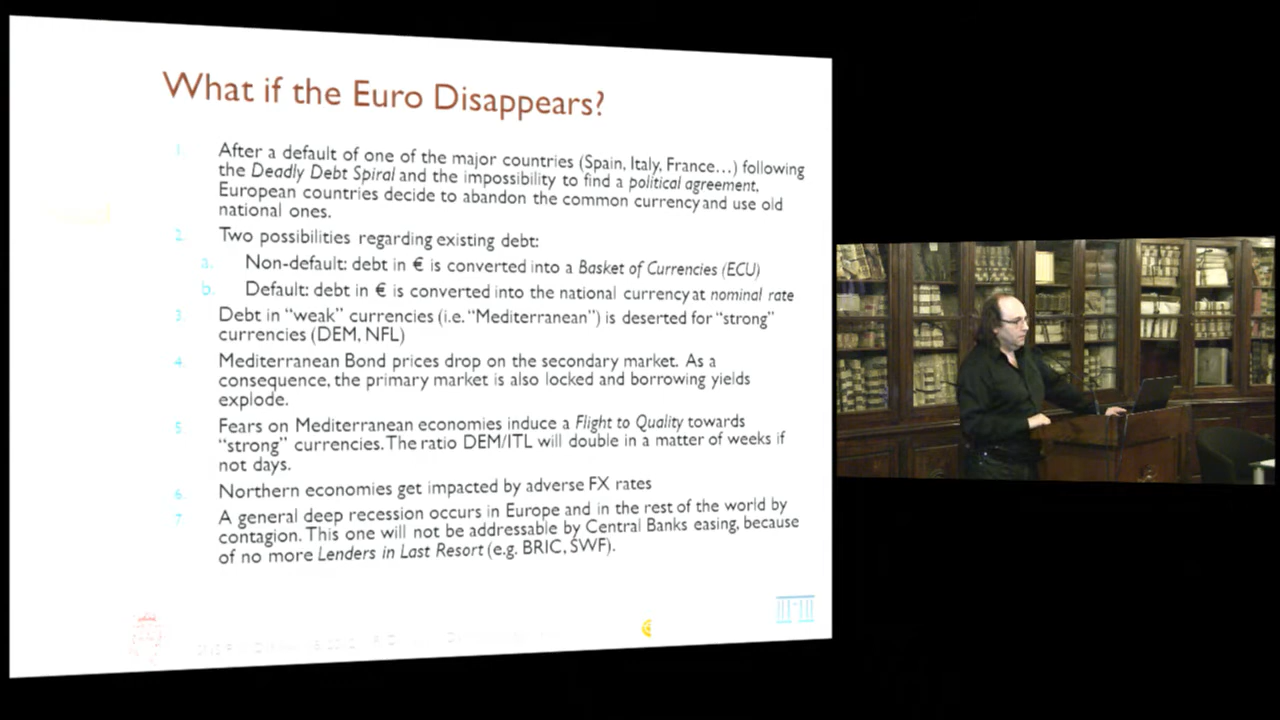 What if the Euro Disappears?
1. After a default of one of the major countries (Spain, Italy, France...) following
the Deadly Debt Spiral and the impossibility to find a political agreement,
European countries decide to abandon the common currency and use old
national ones.
2. Two possibilities regarding existing debt:
a. Non-default: debt in € is converted into a Basket of Currencies (ECU)
b. Default: debt in € is converted into the national currency at nominal rate
3. Debt in “weak” currencies (i.e. “Mediterranean”) is deserted for “strong”
currencies (DEM, NFL)
4. Mediterranean Bond prices drop on the secondary market. As a
consequence, the primary market is also locked and borrowing yields
explode.
5. Fears on Mediterranean economies induce a Flight to Quality towards
“strong” currencies. The ratio DEM/ITL will double in a matter of weeks if
not days.
6. Northern economies get impacted by adverse FX rates
7. A general deep recession occurs in Europe and in the rest of the world by
contagion. This one will not be addressable by Central Banks easing, because
of no more Lenders in Last Resort (e.g. BRIC, SWF).